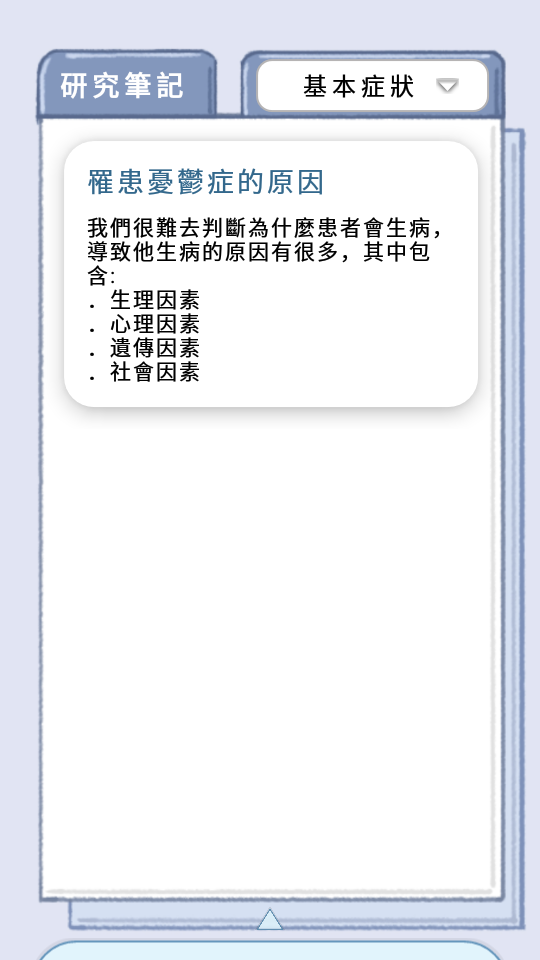 研究筆記
基本症狀
罹患憂鬱症的原因
我們很難去判斷為什麼患者會生病，
導致他生病的原因有很多，其中包
含:
．生理因素
．心理因素
．遺傳因素
．社會因素